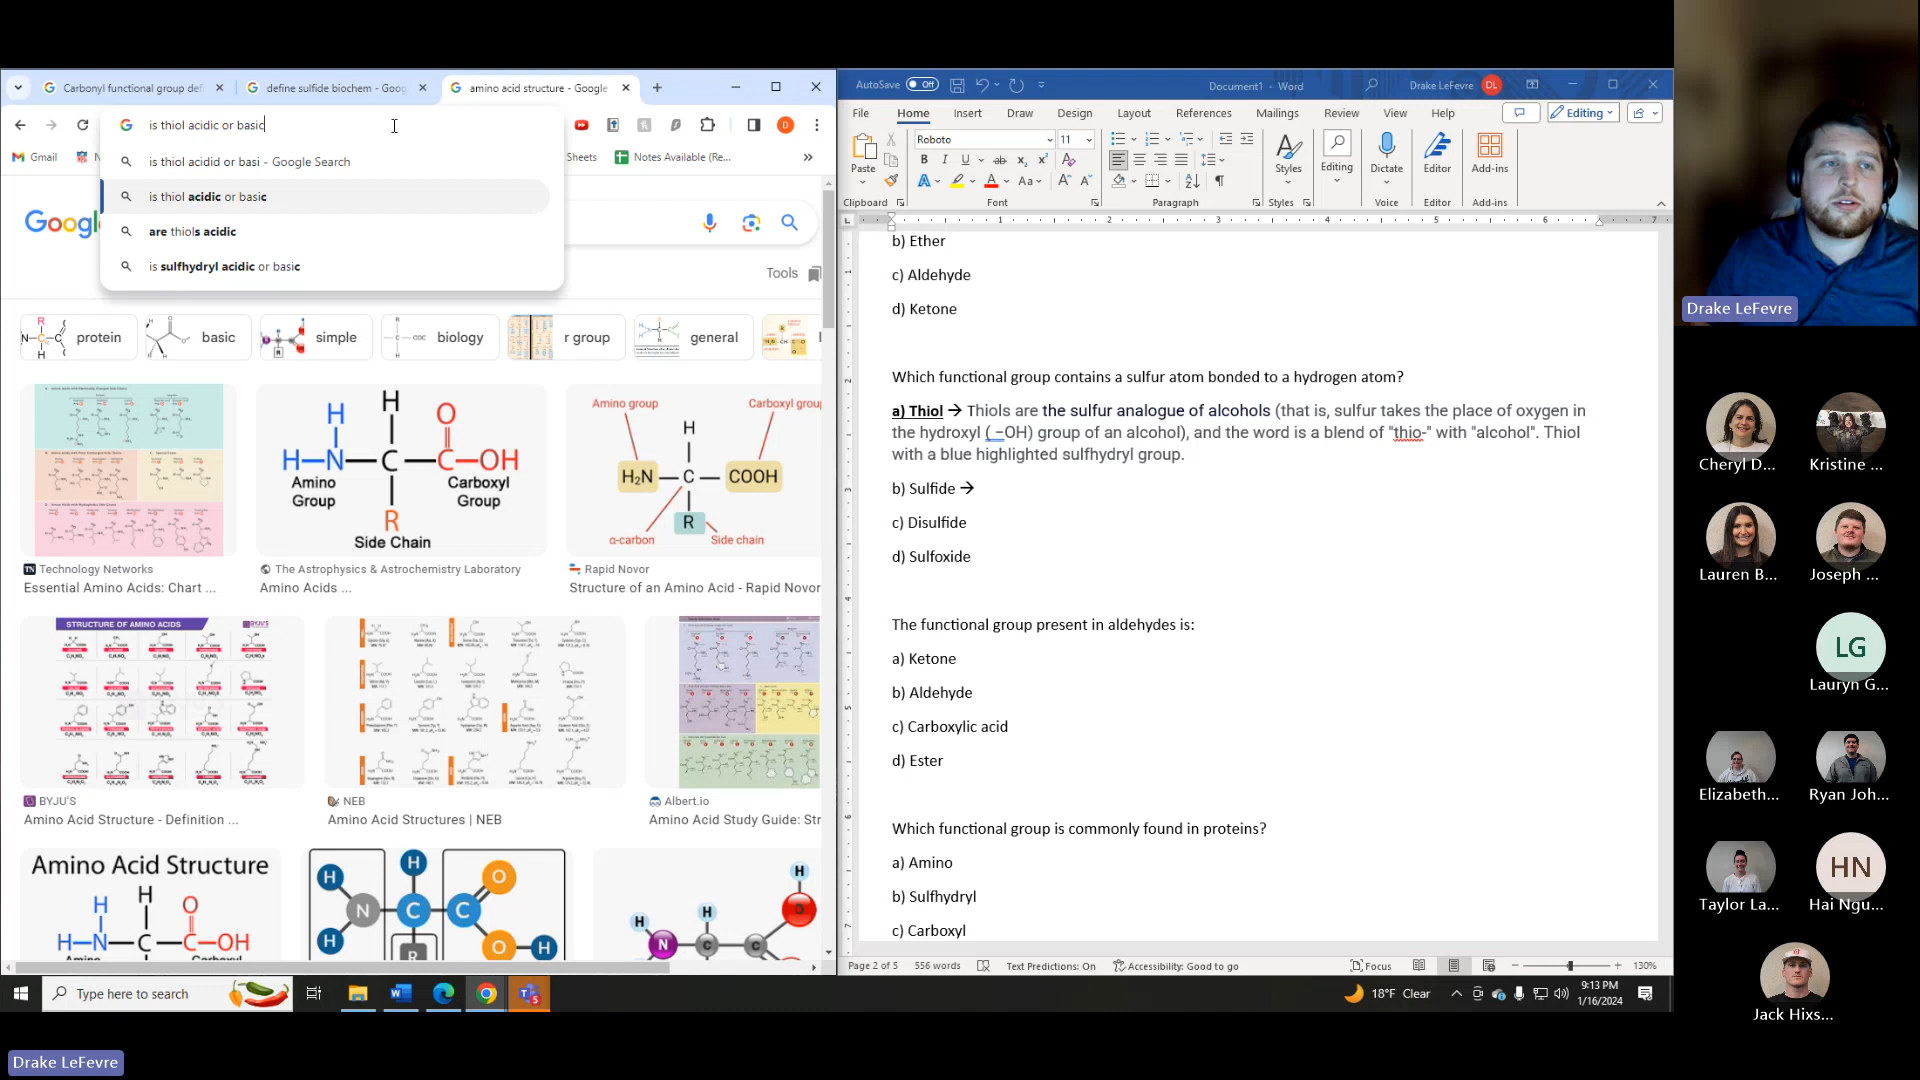 Carbonyl functional group def
define sulfide biochem - Goog
amino acid structure - Google
is thiol acidic or basic
is thiol acidid or basi - Google Search
is thiol acidic or basic
are thiols acidic
is sulfhydryl acidic or basic
Gmail
Sheets
Notes Available (Re...
Google
Tools
protein
basic
simple
biology
r group
general
Technology Networks
Essential Amino Acids: Chart ...
H
H O
H–N–C–C–OH
Amino Group
Carboxyl Group
R
Side Chain
The Astrophysics & Astrochemistry Laboratory
Amino Acids ...
Amino group
Carboxyl grou
H
H₂N
C
COOH
R
α-carbon
Side chain
Rapid Novor
Structure of an Amino Acid - Rapid Novor
STRUCTURE OF AMINO ACIDS
BYJU'S
BYJU'S
Amino Acid Structure - Definition ...
NEB
Amino Acid Structures | NEB
Albert.io
Amino Acid Study Guide: Str
Amino Acid Structure
H
H O
H–N–C–C–OH
H
H
O
N
C
C
H
O
H
R
H
H
H
O
N
C
C
AutoSave
Off
Document1 - Word
Drake LeFevre
DL
File
Home
Insert
Draw
Design
Layout
References
Mailings
Review
View
Help
Editing
Paste
Roboto
11
Styles
Editing
Dictate
Editor
Add-ins
Clipboard
Font
Paragraph
Styles
Voice
Editor
Add-ins
b) Ether
c) Aldehyde
d) Ketone
Which functional group contains a sulfur atom bonded to a hydrogen atom?
a) Thiol → Thiols are the sulfur analogue of alcohols (that is, sulfur takes the place of oxygen in
the hydroxyl ( −OH) group of an alcohol), and the word is a blend of "thio-" with "alcohol". Thiol
with a blue highlighted sulfhydryl group.
b) Sulfide →
c) Disulfide
d) Sulfoxide
The functional group present in aldehydes is:
a) Ketone
b) Aldehyde
c) Carboxylic acid
d) Ester
Which functional group is commonly found in proteins?
a) Amino
b) Sulfhydryl
c) Carboxyl
Page 2 of 5
556 words
Text Predictions: On
Accessibility: Good to go
Focus
130%
Type here to search
18°F Clear
9:13 PM
1/16/2024
Drake LeFevre
Cheryl D...
Kristine ...
Lauren B...
Joseph ...
LG
Lauryn G...
Elizabeth...
Ryan Joh...
Taylor La...
HN
Hai Ngu...
Jack Hixs...
Drake LeFevre